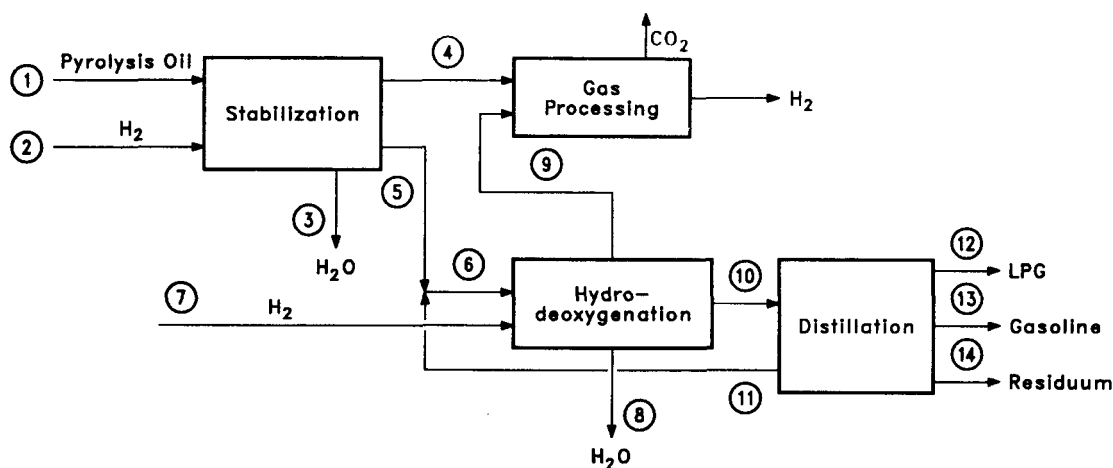 CO2
4
Pyrolysis Oil
1
Stabilization
Gas
Processing
H2
H2
2
9
5
3
H2O
6
12
LPG
10
7
H2
Hydro-
deoxygenation
13
Distillation
Gasoline
14
Residuum
11
8
H2O